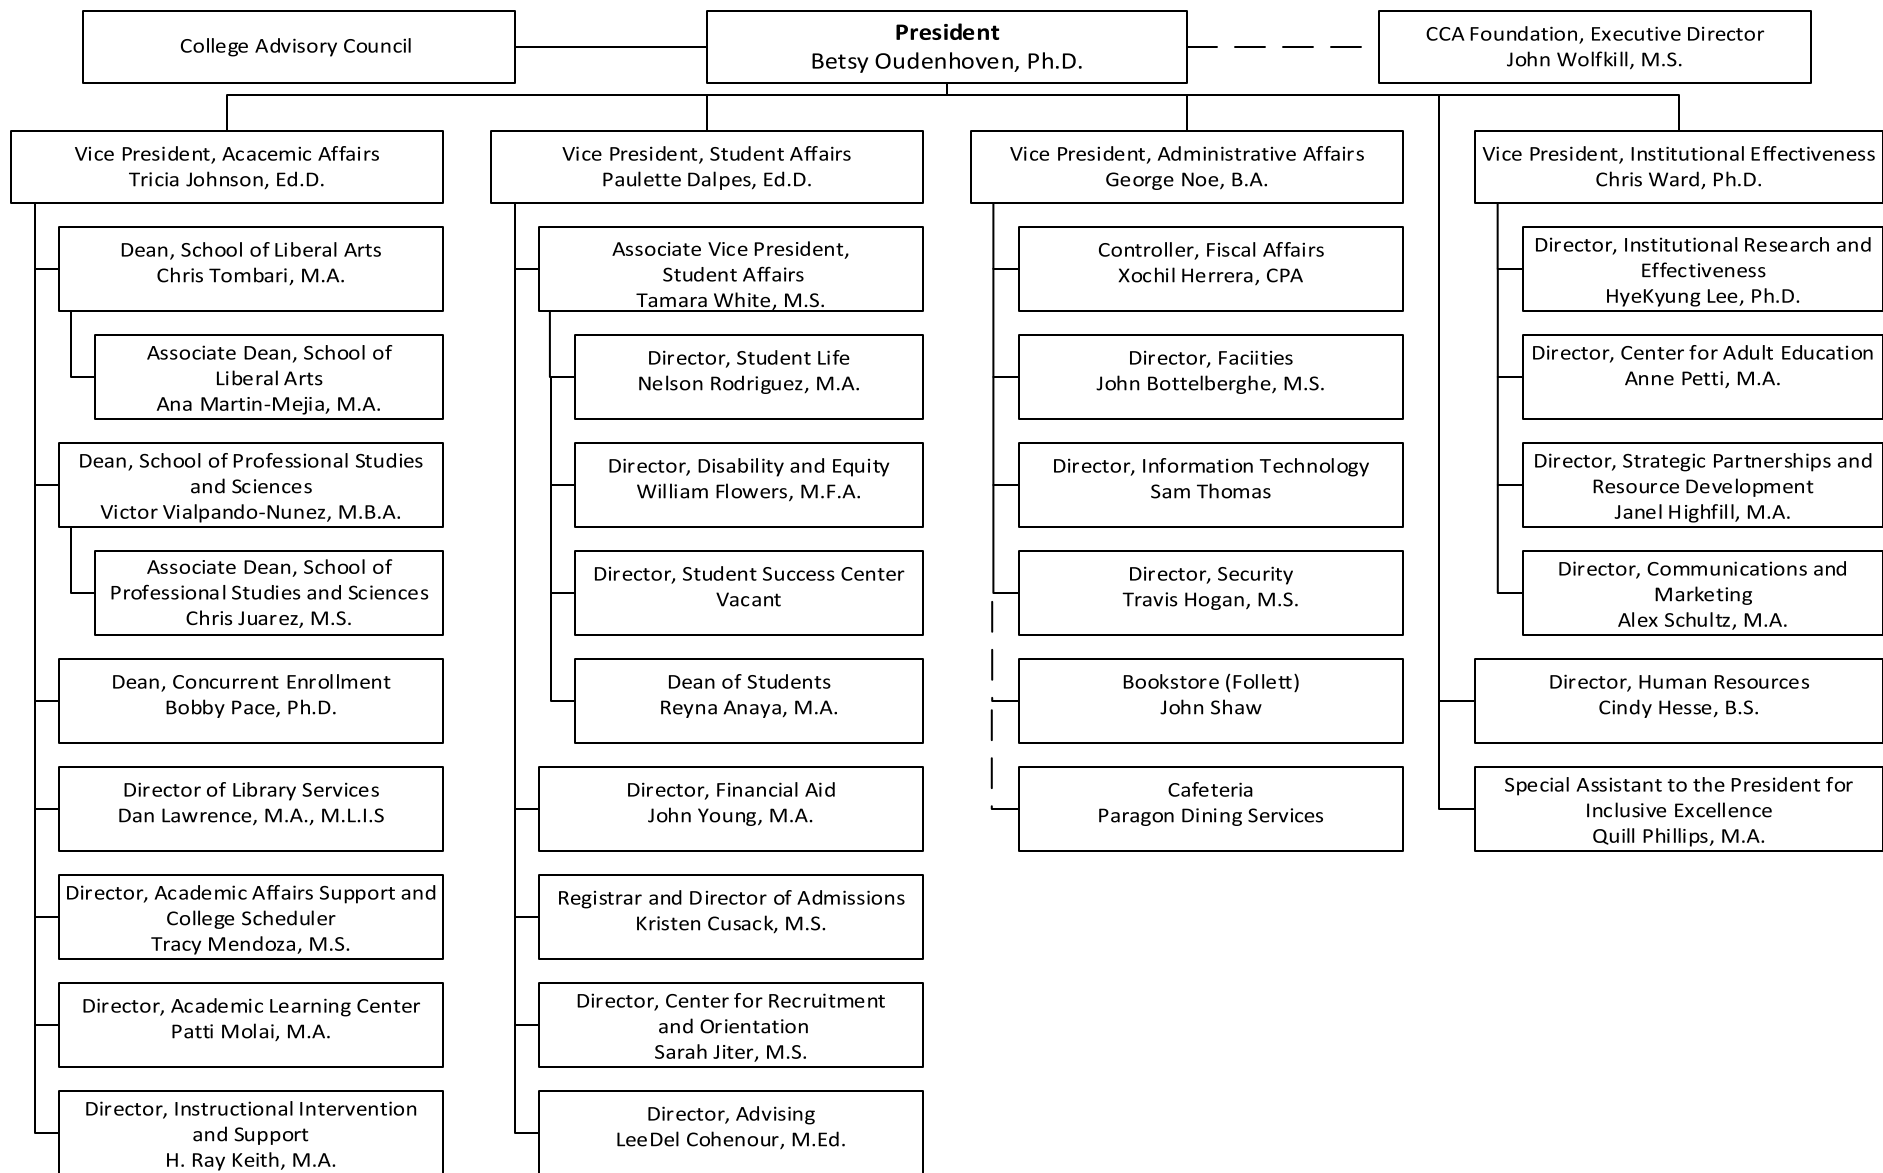 College Advisory Council
President
Betsy Oudenhoven, Ph.D.
CCA Foundation, Executive Director
John Wolfkill, M.S.
Vice President, Acacemic Affairs
Tricia Johnson, Ed.D.
Dean, School of Liberal Arts
Chris Tombari, M.A.
Associate Dean, School of
Liberal Arts
Ana Martin-Mejia, M.A.
Dean, School of Professional Studies
and Sciences
Victor Vialpando-Nunez, M.B.A.
Associate Dean, School of
Professional Studies and Sciences
Chris Juarez, M.S.
Dean, Concurrent Enrollment
Bobby Pace, Ph.D.
Director of Library Services
Dan Lawrence, M.A., M.L.I.S
Director, Academic Affairs Support and
College Scheduler
Tracy Mendoza, M.S.
Director, Academic Learning Center
Patti Molai, M.A.
Director, Instructional Intervention
and Support
H. Ray Keith, M.A.
Vice President, Student Affairs
Paulette Dalpes, Ed.D.
Associate Vice President,
Student Affairs
Tamara White, M.S.
Director, Student Life
Nelson Rodriguez, M.A.
Director, Disability and Equity
William Flowers, M.F.A.
Director, Student Success Center
Vacant
Dean of Students
Reyna Anaya, M.A.
Director, Financial Aid
John Young, M.A.
Registrar and Director of Admissions
Kristen Cusack, M.S.
Director, Center for Recruitment
and Orientation
Sarah Jiter, M.S.
Director, Advising
LeeDel Cohenour, M.Ed.
Vice President, Administrative Affairs
George Noe, B.A.
Controller, Fiscal Affairs
Xochil Herrera, CPA
Director, Faciities
John Bottelberghe, M.S.
Director, Information Technology
Sam Thomas
Director, Security
Travis Hogan, M.S.
Bookstore (Follett)
John Shaw
Cafeteria
Paragon Dining Services
Vice President, Institutional Effectiveness
Chris Ward, Ph.D.
Director, Institutional Research and
Effectiveness
HyeKyung Lee, Ph.D.
Director, Center for Adult Education
Anne Petti, M.A.
Director, Strategic Partnerships and
Resource Development
Janel Highfill, M.A.
Director, Communications and
Marketing
Alex Schultz, M.A.
Director, Human Resources
Cindy Hesse, B.S.
Special Assistant to the President for
Inclusive Excellence
Quill Phillips, M.A.